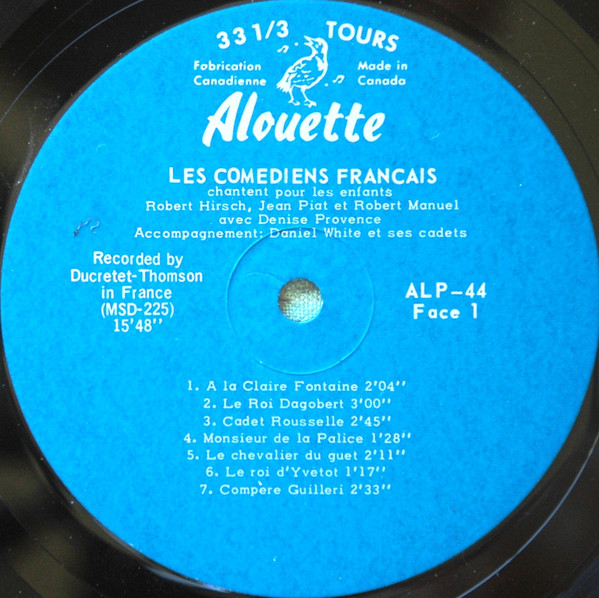 33 1/3 TOURS
Fabrication Canadienne
Made in Canada
Alouette
LES COMEDIENS FRANCAIS
chantent pour les enfants
Robert Hirsch, Jean Piat et Robert Manuel
avec Denise Provence
Accompagnement: Daniel White et ses cadets
Recorded by
Ducretet-Thomson
in France
(MSD-225)
15'48''
ALP-44
Face 1
1. A la Claire Fontaine 2'04''
2. Le Roi Dagobert 3'00''
3. Cadet Rousselle 2'45''
4. Monsieur de la Palice 1'28''
5. Le chevalier du guet 2'11''
6. Le roi d'Yvetot 1'17''
7. Compère Guilleri 2'33''